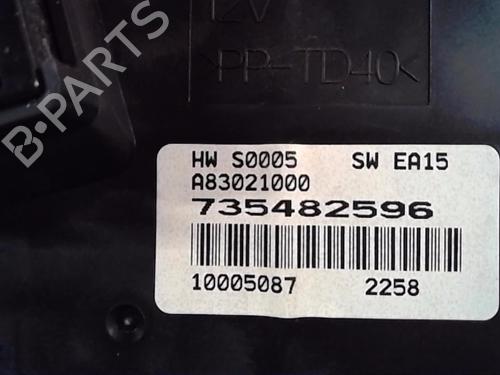 12V
>PP-TD40<
B-PARTS
HW S0005 SW EA15
A83021000
735482596
10005087 2258